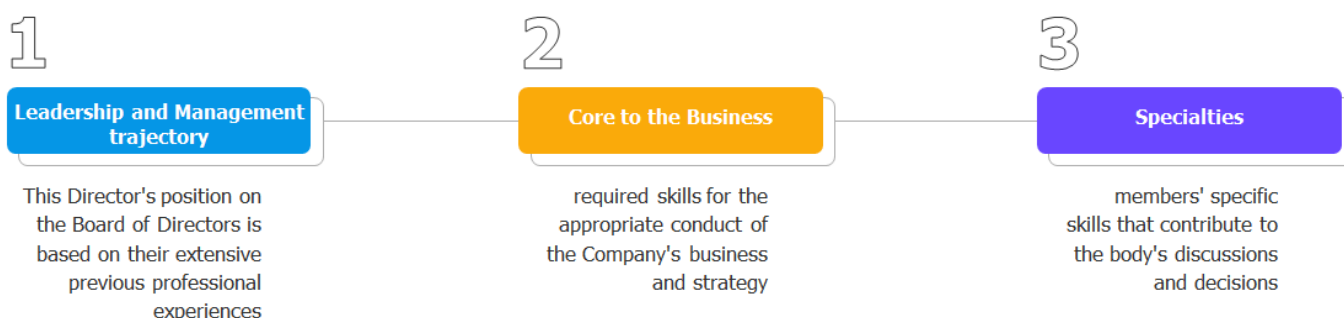 1
Leadership and Management
trajectory
This Director's position on
the Board of Directors is
based on their extensive
previous professional
experiences
2
Core to the Business
required skills for the
appropriate conduct of
the Company's business
and strategy
3
Specialties
members' specific
skills that contribute to
the body's discussions
and decisions